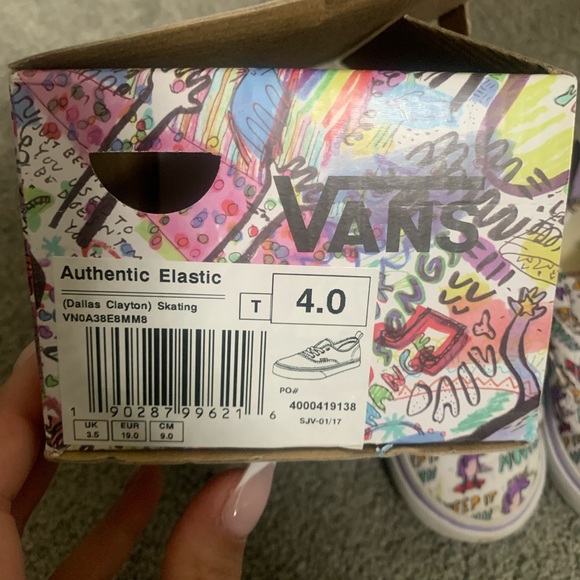 VANS
Authentic Elastic
(Dallas Clayton) Skating
VN0A38E8MM8
T 4.0
PO#
4000419138
SJV-01/17
1 90287 99621 6
UK EUR CM
3.5 19.0 9.0